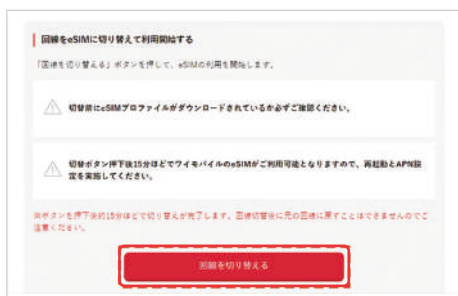 回線をeSIMに切り替えて利用開始する
「回線を切り替える」ボタンを押して、eSIMの利用を開始します。
切替前にeSIMプロファイルがダウンロードされているか必ずご確認ください。
切替ボタン押下後15分ほどでワイモバイルのeSIMがご利用可能となりますので、再起動とAPN設
定を実施してください。
※ボタンを押下後約15分ほどで切り替えが完了します。回線切替後に元の回線に戻すことはできませんのでご
注意ください。
回線を切り替える